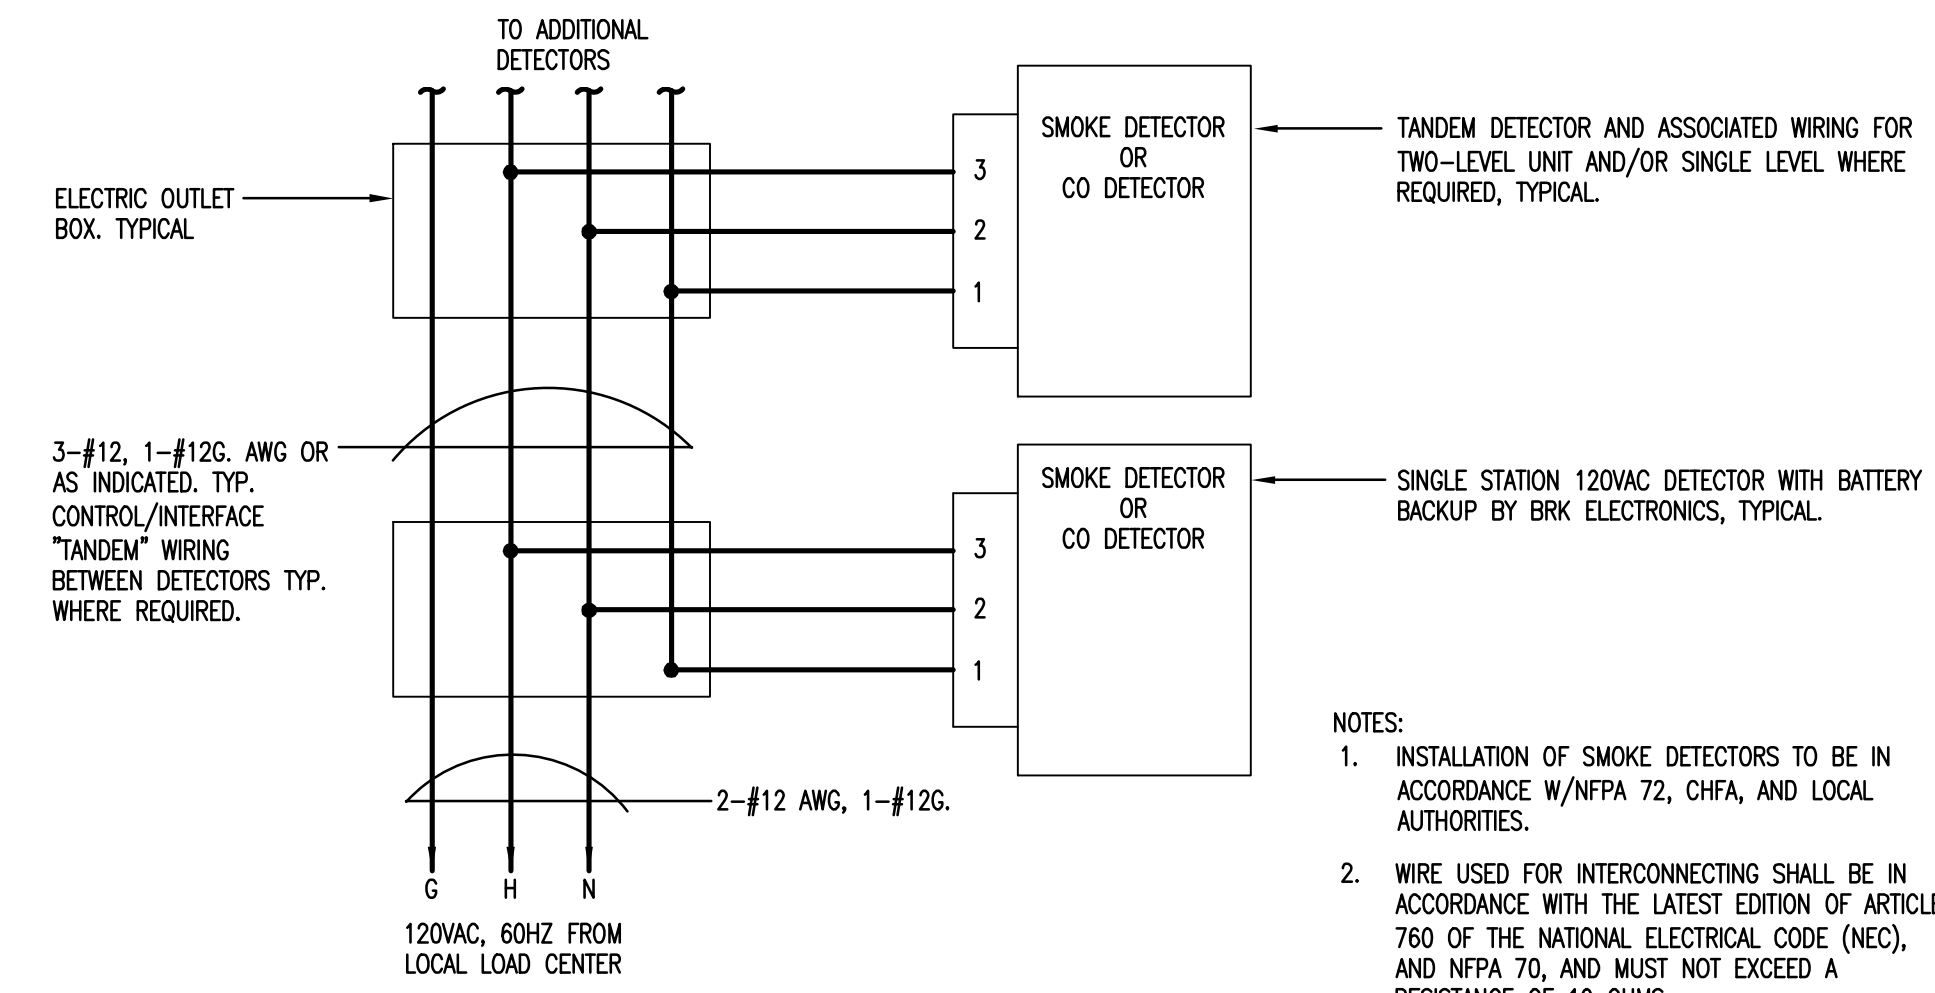 TO ADDITIONAL
DETECTORS
ELECTRIC OUTLET
BOX. TYPICAL
SMOKE DETECTOR
OR
CO DETECTOR
3
2
1
TANDEM DETECTOR AND ASSOCIATED WIRING FOR
TWO-LEVEL UNIT AND/OR SINGLE LEVEL WHERE
REQUIRED, TYPICAL.
3-#12, 1-#12G. AWG OR
AS INDICATED. TYP.
CONTROL/INTERFACE
"TANDEM" WIRING
BETWEEN DETECTORS TYP.
WHERE REQUIRED.
SMOKE DETECTOR
OR
CO DETECTOR
3
2
1
SINGLE STATION 120VAC DETECTOR WITH BATTERY
BACKUP BY BRK ELECTRONICS, TYPICAL.
2-#12 AWG, 1-#12G.
G H N
120VAC, 60HZ FROM
LOCAL LOAD CENTER
NOTES:
1. INSTALLATION OF SMOKE DETECTORS TO BE IN
ACCORDANCE W/NFPA 72, CHFA, AND LOCAL
AUTHORITIES.
2. WIRE USED FOR INTERCONNECTING SHALL BE IN
ACCORDANCE WITH THE LATEST EDITION OF ARTICLE
760 OF THE NATIONAL ELECTRICAL CODE (NEC),
AND NFPA 70, AND MUST NOT EXCEED A